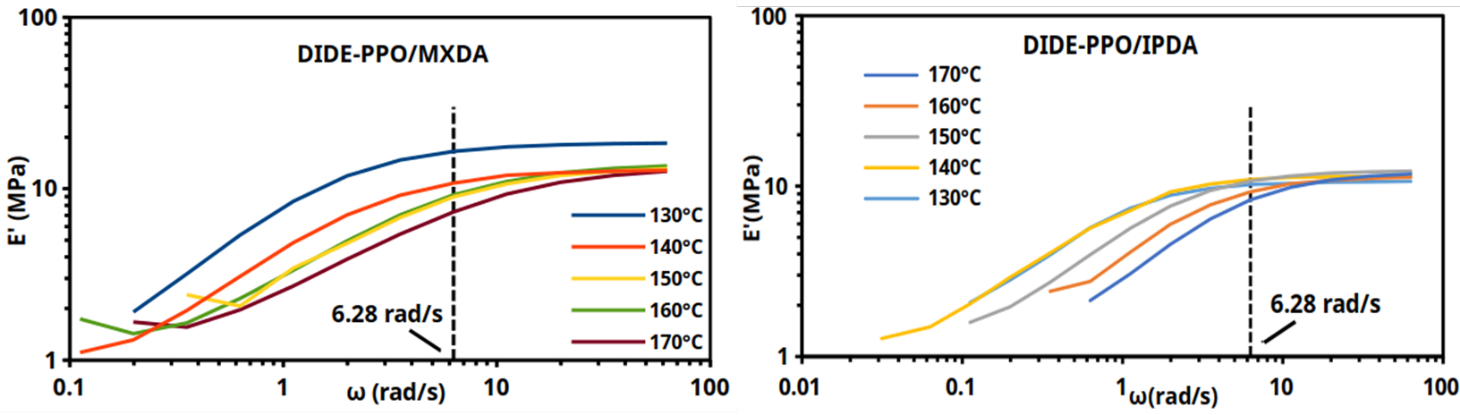 100
DIDE-PPO/MXDA
E' (MPa)
10
130°C
140°C
150°C
160°C
170°C
6.28 rad/s
1
0.1
1
10
100
ω (rad/s)
100
DIDE-PPO/IPDA
170°C
160°C
150°C
140°C
130°C
E'(MPa)
10
6.28 rad/s
1
0.01
0.1
1
10
100
ω(rad/s)